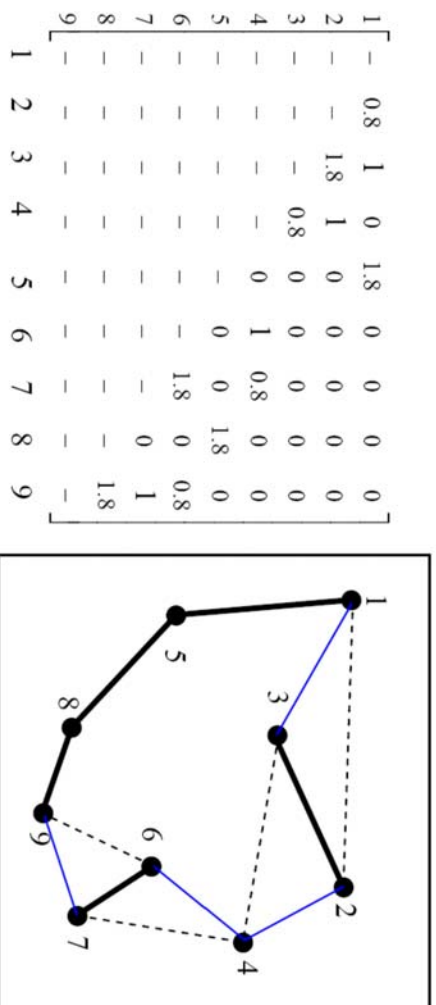 1 – 0.8 1 0 1.8 0 0 0 0
2 – – 1.8 1 0 0 0 0 0
3 – – – 0.8 0 0 0 0 0
4 – – – – 0 1 0.8 0 0
5 – – – – – 0 0 1.8 0
6 – – – – – – 1.8 0 0.8
7 – – – – – – – 0 1
8 – – – – – – – – 1.8
9 – – – – – – – – –
1 2 3 4 5 6 7 8 9
1
2
3
4
5
6
7
8
9